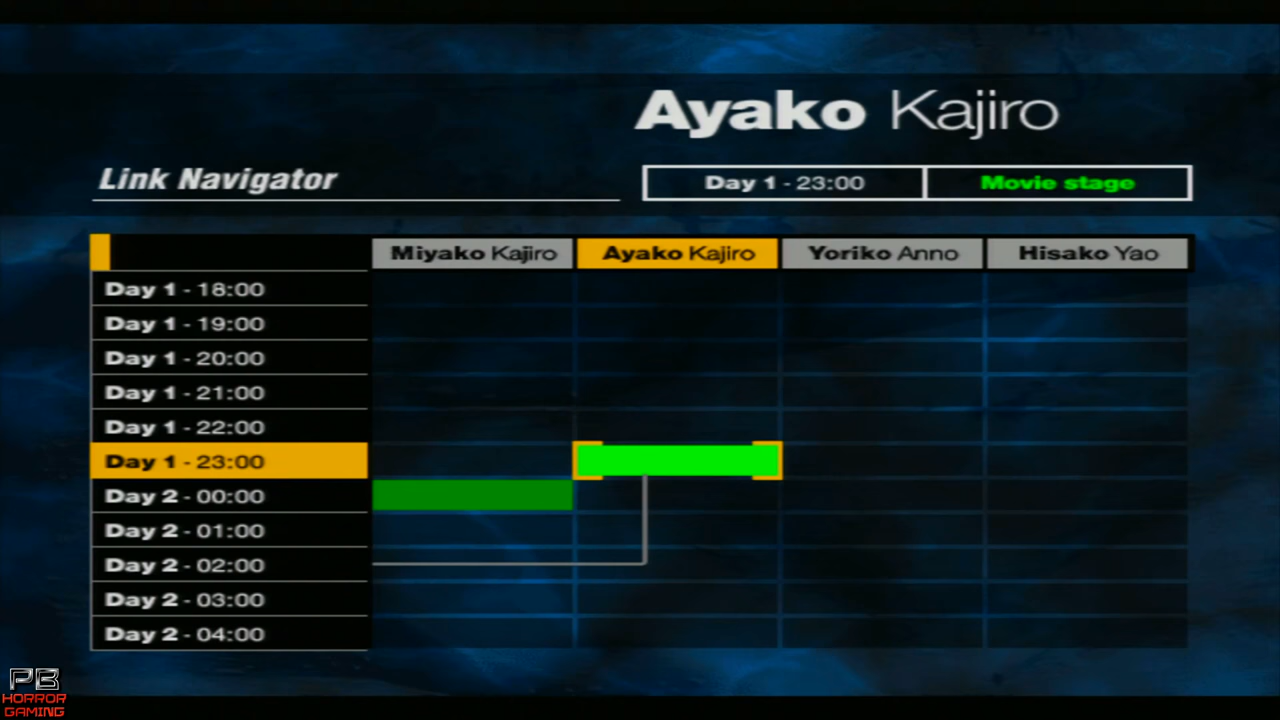 Ayako Kajiro
Link Navigator
Day 1 - 23:00 Movie stage
Miyako Kajiro Ayako Kajiro Yoriko Anno Hisako Yao
Day 1 - 18:00
Day 1 - 19:00
Day 1 - 20:00
Day 1 - 21:00
Day 1 - 22:00
Day 1 - 23:00
Day 2 - 00:00
Day 2 - 01:00
Day 2 - 02:00
Day 2 - 03:00
Day 2 - 04:00
PB
HORROR
GAMING